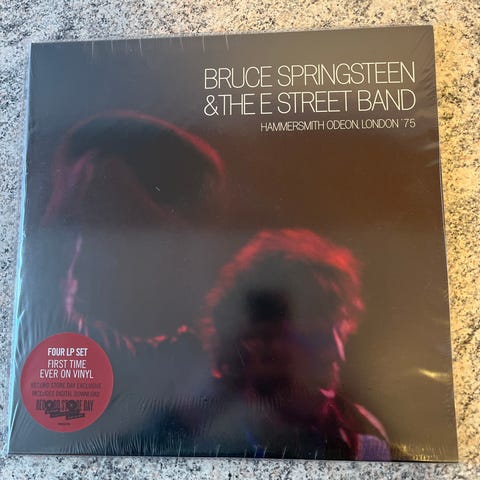 BRUCE SPRINGSTEEN
& THE E STREET BAND
HAMMERSMITH ODEON, LONDON '75
FOUR LP SET
FIRST TIME
EVER ON VINYL
RECORD STORE DAY EXCLUSIVE
INCLUDES DIGITAL DOWNLOAD
RECORD STORE DAY